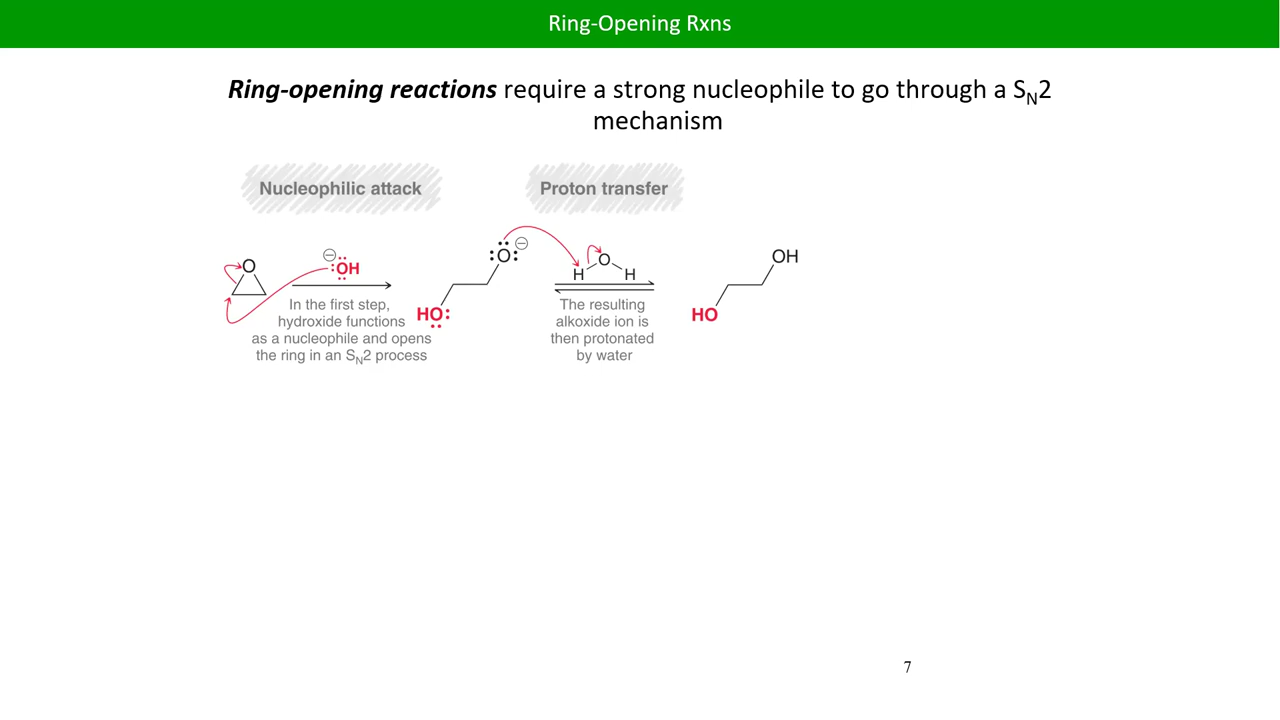 Ring-Opening Rxns
Ring-opening reactions require a strong nucleophile to go through a SN2
mechanism
Nucleophilic attack
Proton transfer
O
⊖
:OH
In the first step,
hydroxide functions
as a nucleophile and opens
the ring in an SN2 process
:O: ⊖
HO:
O
H H
The resulting
alkoxide ion is
then protonated
by water
OH
HO
7